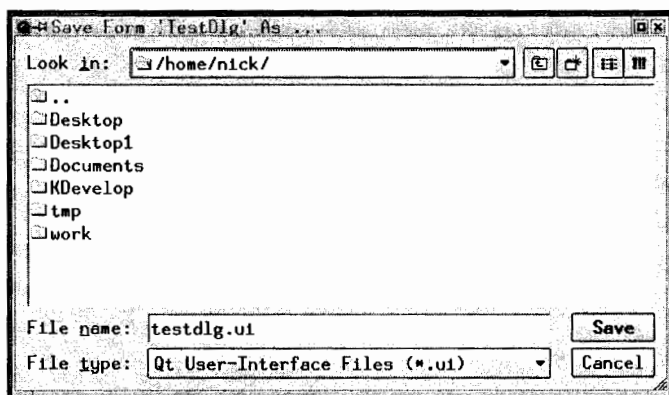 Save Form 'TestDlg' As ...
Look in: /home/nick/
..
Desktop
Desktop1
Documents
KDevelop
tmp
work
File name: testdlg.ui
Save
File type: Qt User-Interface Files (*.ui)
Cancel